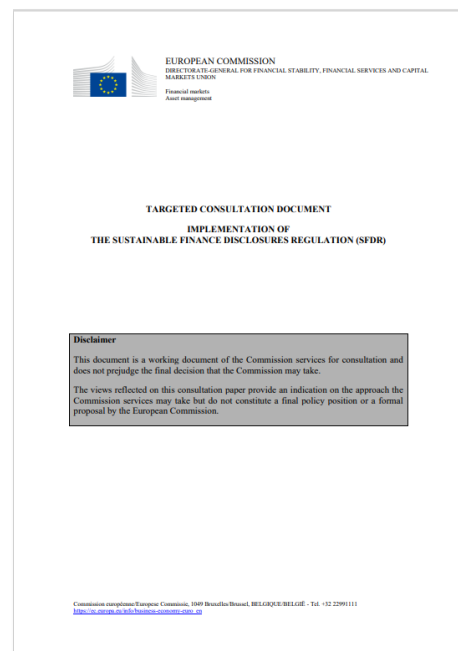 EUROPEAN COMMISSION
DIRECTORATE-GENERAL FOR FINANCIAL STABILITY, FINANCIAL SERVICES AND CAPITAL
MARKETS UNION
Financial markets
Asset management
TARGETED CONSULTATION DOCUMENT
IMPLEMENTATION OF
THE SUSTAINABLE FINANCE DISCLOSURES REGULATION (SFDR)
Disclaimer
This document is a working document of the Commission services for consultation and
does not prejudge the final decision that the Commission may take.
The views reflected on this consultation paper provide an indication on the approach the
Commission services may take but do not constitute a final policy position or a formal
proposal by the European Commission.
Commission européenne/Europese Commissie, 1049 Bruxelles/Brussel, BELGIQUE/BELGIË - Tel. +32 22991111
https://ec.europa.eu/info/business-economy-euro_en